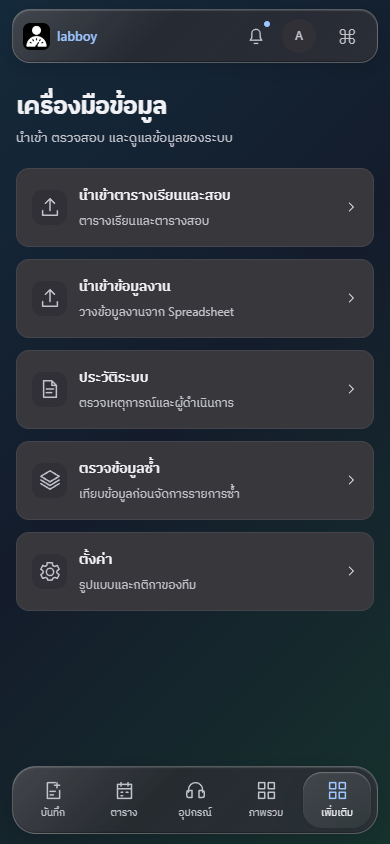 labboy
A
เครื่องมือข้อมูล
นำเข้า ตรวจสอบ และดูแลข้อมูลของระบบ
นำเข้าตารางเรียนและสอบ
ตารางเรียนและตารางสอบ
นำเข้าข้อมูลงาน
วางข้อมูลงานจาก Spreadsheet
ประวัติระบบ
ตรวจเหตุการณ์และผู้ดำเนินการ
ตรวจข้อมูลซ้ำ
เทียบข้อมูลก่อนจัดการรายการซ้ำ
ตั้งค่า
รูปแบบและกติกาของทีม
บันทึก
ตาราง
อุปกรณ์
ภาพรวม
เพิ่มเติม